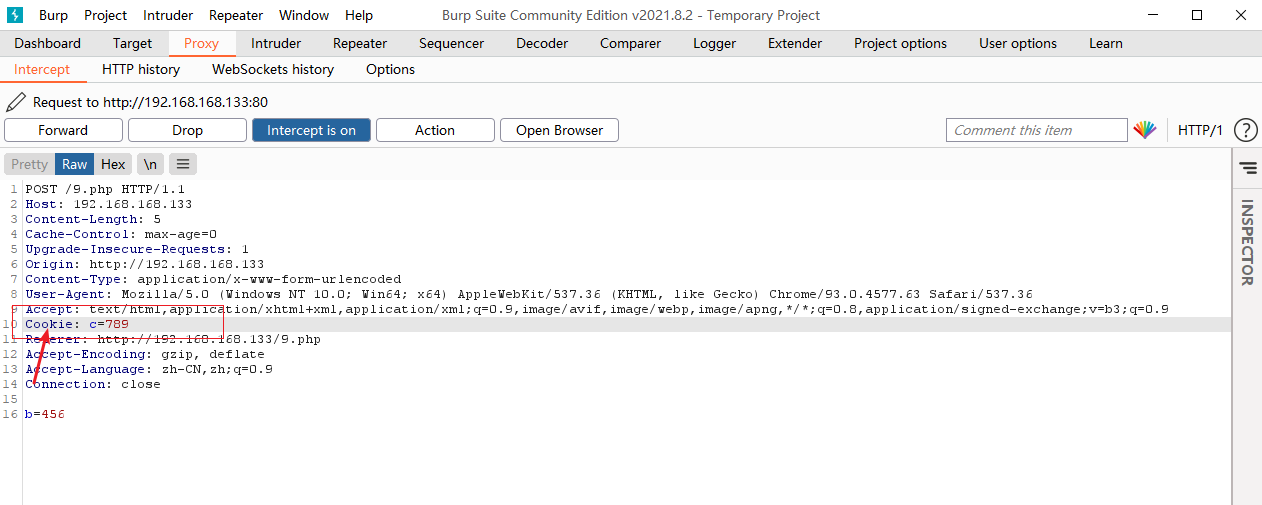 Burp Project Intruder Repeater Window Help Burp Suite Community Edition v2021.8.2 - Temporary Project
Dashboard Target Proxy Intruder Repeater Sequencer Decoder Comparer Logger Extender Project options User options Learn
Intercept HTTP history WebSockets history Options
Request to http://192.168.168.133:80
Forward Drop Intercept is on Action Open Browser Comment this item HTTP/1 ?
Pretty Raw Hex \n
1 POST /9.php HTTP/1.1
2 Host: 192.168.168.133
3 Content-Length: 5
4 Cache-Control: max-age=0
5 Upgrade-Insecure-Requests: 1
6 Origin: http://192.168.168.133
7 Content-Type: application/x-www-form-urlencoded
8 User-Agent: Mozilla/5.0 (Windows NT 10.0; Win64; x64) AppleWebKit/537.36 (KHTML, like Gecko) Chrome/93.0.4577.63 Safari/537.36
9 Accept: text/html,application/xhtml+xml,application/xml;q=0.9,image/avif,image/webp,image/apng,*/*;q=0.8,application/signed-exchange;v=b3;q=0.9
10 Cookie: c=789
11 Referer: http://192.168.168.133/9.php
12 Accept-Encoding: gzip, deflate
13 Accept-Language: zh-CN,zh;q=0.9
14 Connection: close
15
16 b=456
INSPECTOR